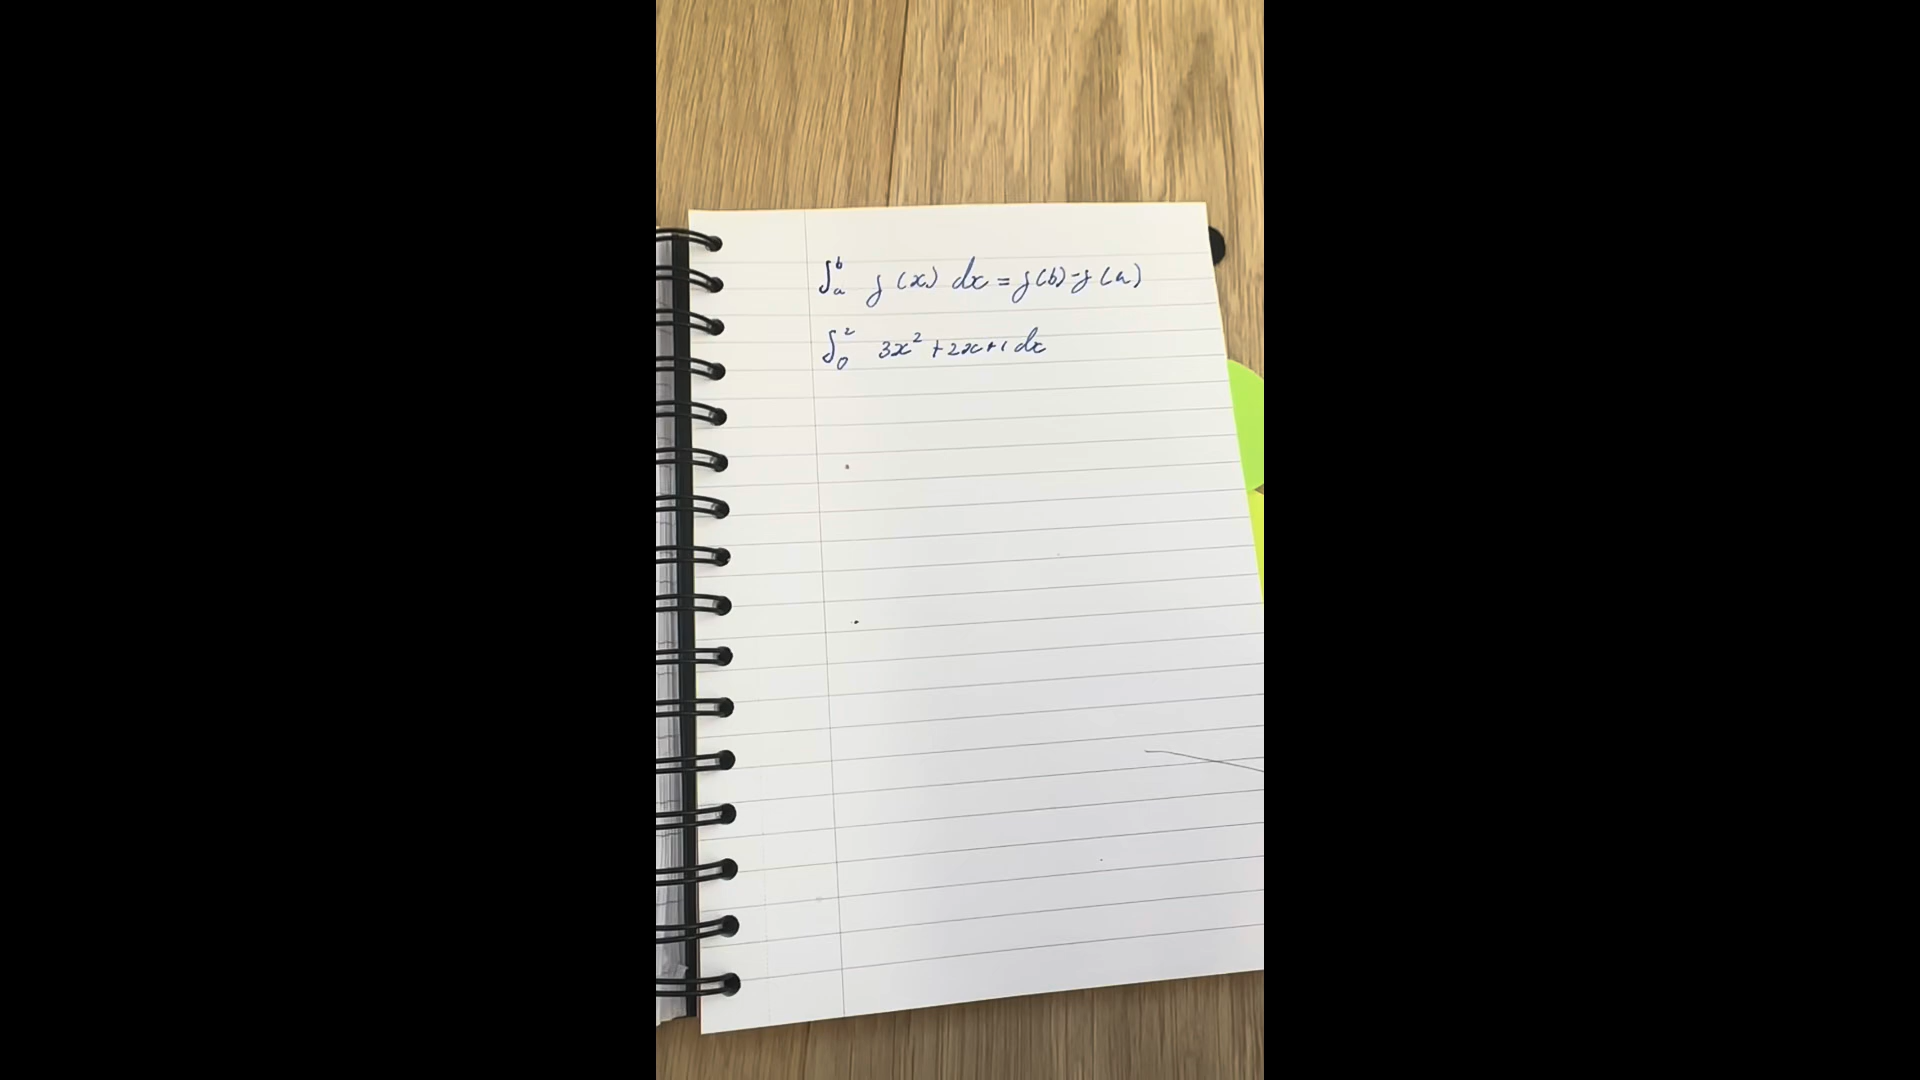 ∫ₐᵇ f(x) dx = f(b) - f(a)
∫₀² 3x² + 2x + 1 dx